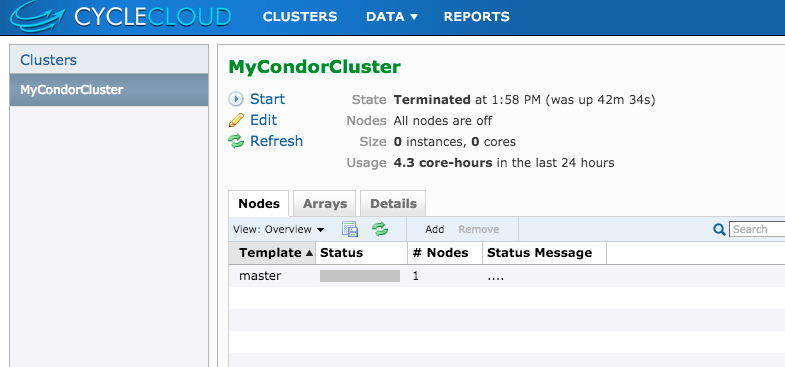 CYCLECLOUD CLUSTERS DATA REPORTS
Clusters
MyCondorCluster
MyCondorCluster
Start
Edit
Refresh
State Terminated at 1:58 PM (was up 42m 34s)
Nodes All nodes are off
Size 0 instances, 0 cores
Usage 4.3 core-hours in the last 24 hours
Nodes Arrays Details
View: Overview Add Remove Search
Template Status # Nodes Status Message
master 1 ....